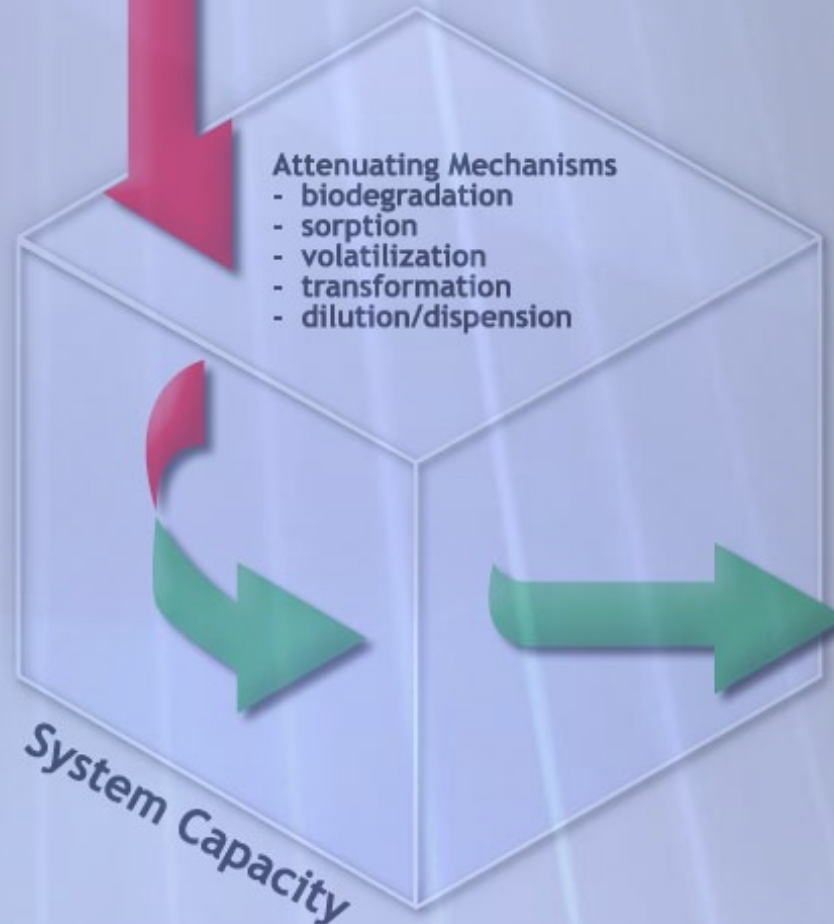 Attenuating Mechanisms
- biodegradation
- sorption
- volatilization
- transformation
- dilution/dispension
System Capacity